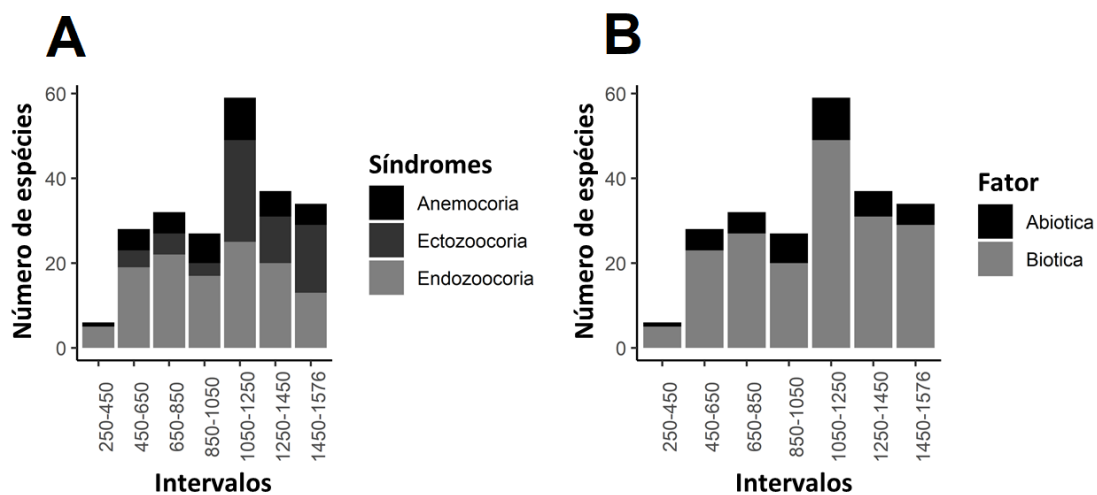 A
Número de espécies
60
40
20
0
250-450
450-650
650-850
850-1050
1050-1250
1250-1450
1450-1576
Intervalos
Síndromes
Anemocoria
Ectozoocoria
Endozoocoria
B
Número de espécies
60
40
20
0
250-450
450-650
650-850
850-1050
1050-1250
1250-1450
1450-1576
Intervalos
Fator
Abiotica
Biotica